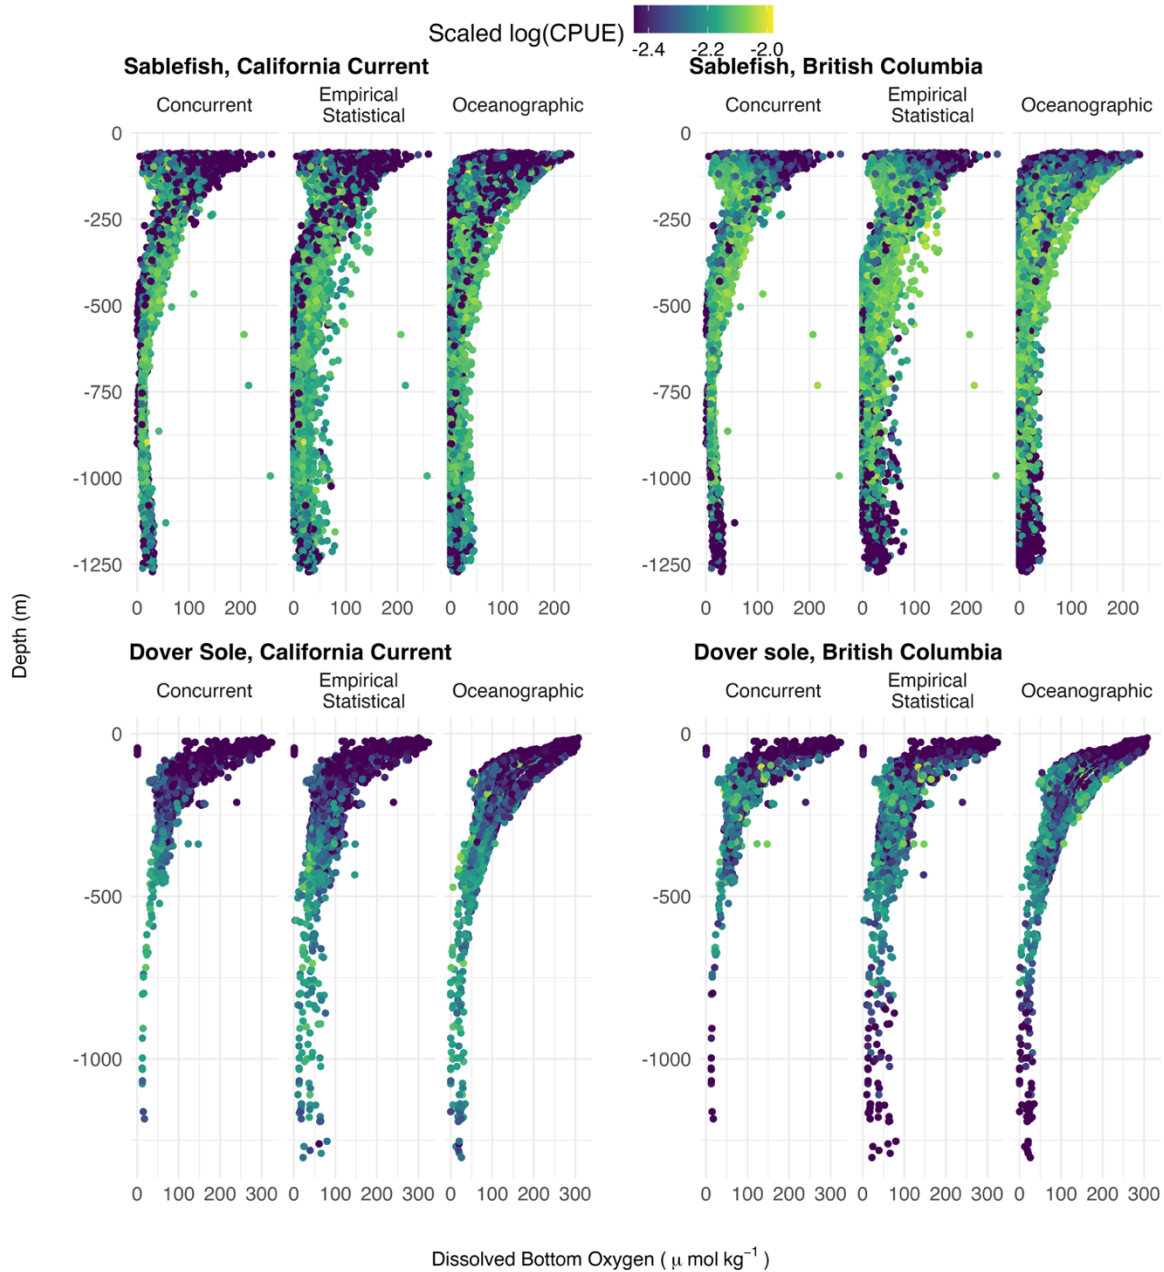 Scaled log(CPUE)
-2.4 -2.2 -2.0
Sablefish, California Current
Sablefish, British Columbia
Concurrent
Empirical
Statistical
Oceanographic
Concurrent
Empirical
Statistical
Oceanographic
0
-250
-500
-750
-1000
-1250
0
-250
-500
-750
-1000
-1250
0 100 200
0 100 200
0 100 200
0 100 200
0 100 200
0 100 200
Depth (m)
Dover Sole, California Current
Dover sole, British Columbia
Concurrent
Empirical
Statistical
Oceanographic
Concurrent
Empirical
Statistical
Oceanographic
0
-500
-1000
0
-500
-1000
0 100 200 300
0 100 200 300
0 100 200 300
0 100 200 300
0 100 200 300
0 100 200 300
Dissolved Bottom Oxygen ( μ mol kg⁻¹ )